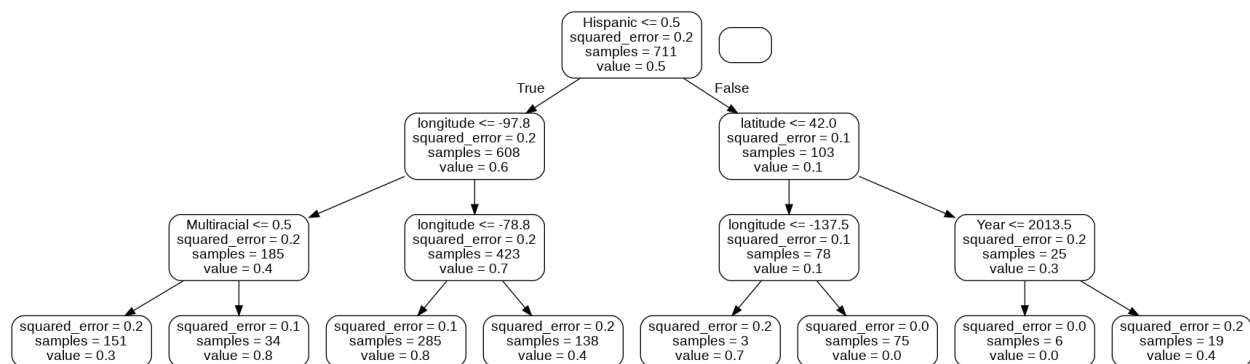 Hispanic <= 0.5
squared_error = 0.2
samples = 711
value = 0.5
True
False
longitude <= -97.8
squared_error = 0.2
samples = 608
value = 0.6
latitude <= 42.0
squared_error = 0.1
samples = 103
value = 0.1
Multiracial <= 0.5
squared_error = 0.2
samples = 185
value = 0.4
longitude <= -78.8
squared_error = 0.2
samples = 423
value = 0.7
longitude <= -137.5
squared_error = 0.1
samples = 78
value = 0.1
Year <= 2013.5
squared_error = 0.2
samples = 25
value = 0.3
squared_error = 0.2
samples = 151
value = 0.3
squared_error = 0.1
samples = 34
value = 0.8
squared_error = 0.1
samples = 285
value = 0.8
squared_error = 0.2
samples = 138
value = 0.4
squared_error = 0.2
samples = 3
value = 0.7
squared_error = 0.0
samples = 75
value = 0.0
squared_error = 0.0
samples = 6
value = 0.0
squared_error = 0.2
samples = 19
value = 0.4